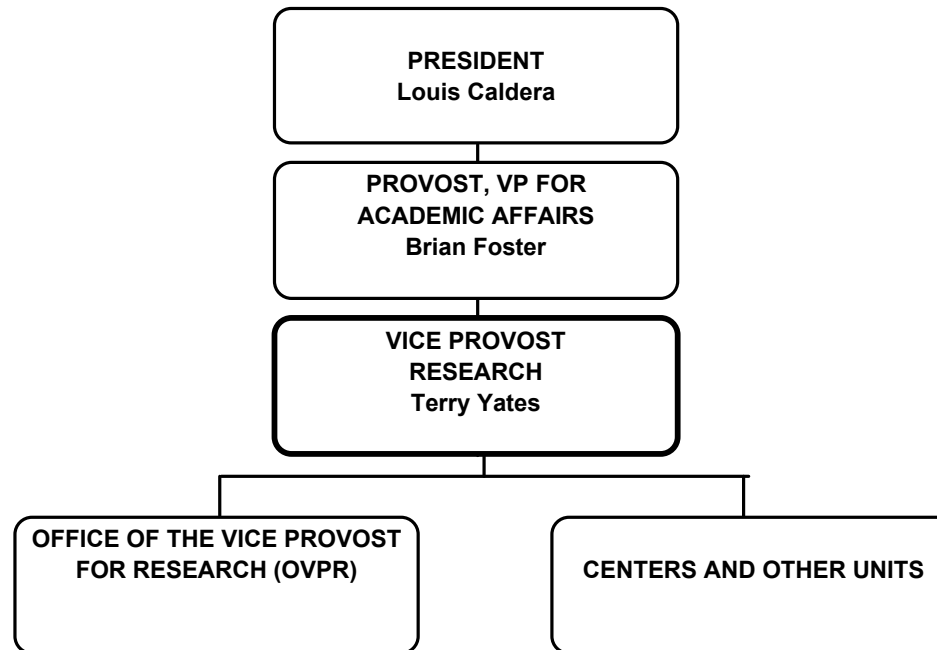 PRESIDENT
Louis Caldera
PROVOST, VP FOR
ACADEMIC AFFAIRS
Brian Foster
VICE PROVOST
RESEARCH
Terry Yates
OFFICE OF THE VICE PROVOST
FOR RESEARCH (OVPR)
CENTERS AND OTHER UNITS